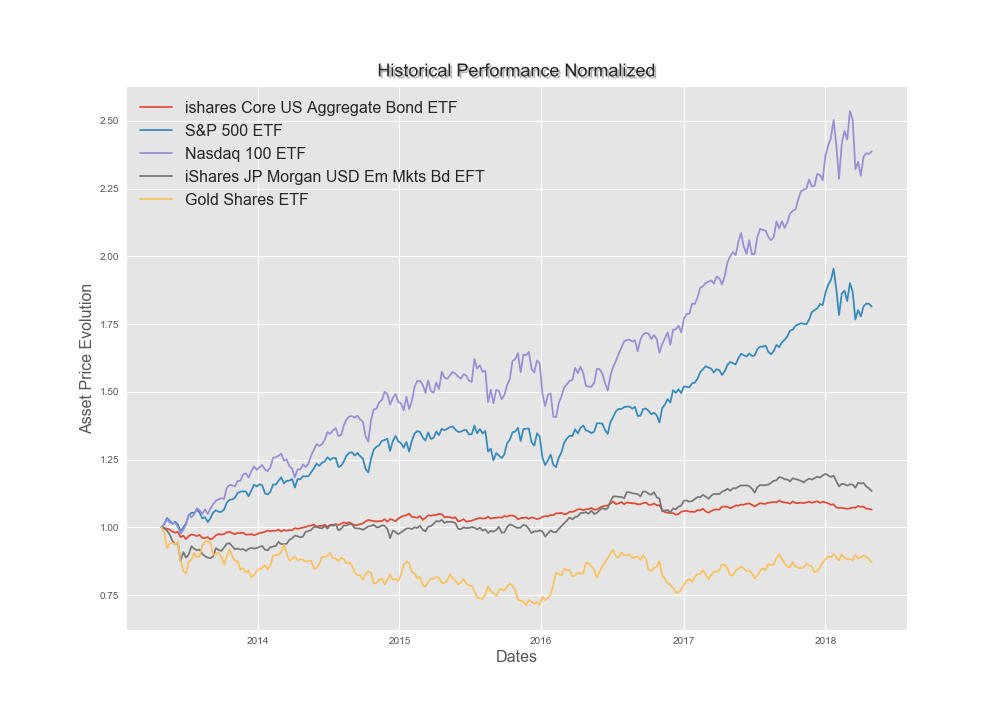 Historical Performance Normalized
ishares Core US Aggregate Bond ETF
S&P 500 ETF
Nasdaq 100 ETF
iShares JP Morgan USD Em Mkts Bd EFT
Gold Shares ETF
Asset Price Evolution
2.50
2.25
2.00
1.75
1.50
1.25
1.00
0.75
2014
2015
2016
2017
2018
Dates